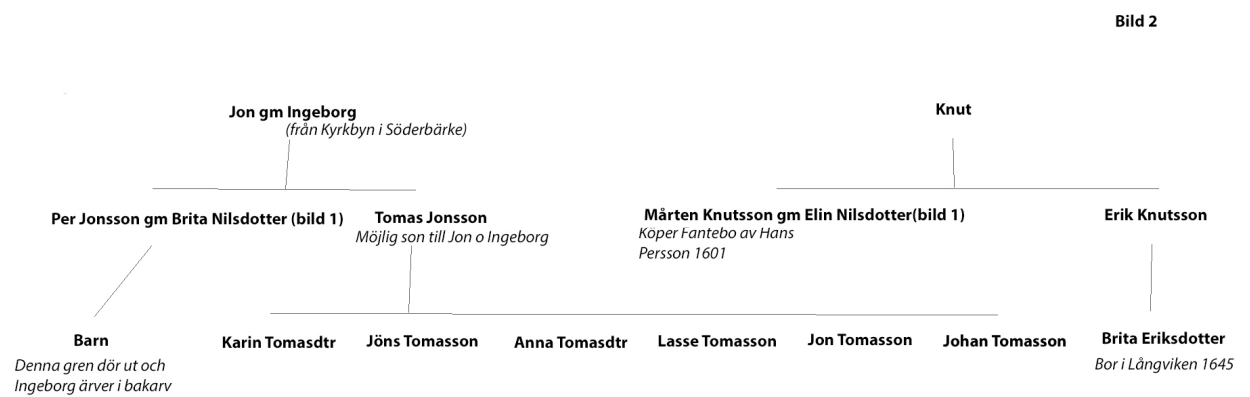 Bild 2
Jon gm Ingeborg
(från Kyrkbyn i Söderbärke)
Knut
Per Jonsson gm Brita Nilsdotter (bild 1)
Tomas Jonsson
Möjlig son till Jon o Ingeborg
Mårten Knutsson gm Elin Nilsdotter(bild 1)
Köper Fantebo av Hans
Persson 1601
Erik Knutsson
Barn
Denna gren dör ut och
Ingeborg ärver i bakarv
Karin Tomasdtr
Jöns Tomasson
Anna Tomasdtr
Lasse Tomasson
Jon Tomasson
Johan Tomasson
Brita Eriksdotter
Bor i Långviken 1645